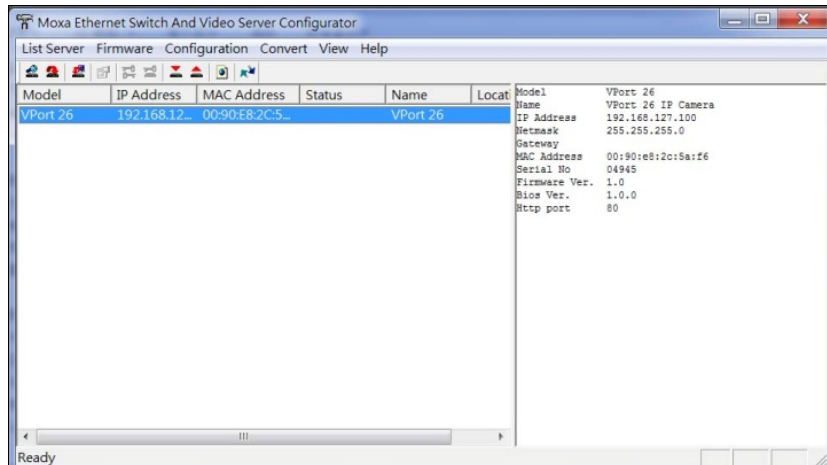 Moxa Ethernet Switch And Video Server Configurator
List Server Firmware Configuration Convert View Help
Model IP Address MAC Address Status Name Locati
VPort 26 192.168.12... 00:90:E8:2C:5... VPort 26
Model VPort 26
Name VPort 26 IP Camera
IP Address 192.168.127.100
Netmask 255.255.255.0
Gateway
MAC Address 00:90:e8:2c:5a:f6
Serial No 04945
Firmware Ver. 1.0
Bios Ver. 1.0.0
Http port 80
Ready